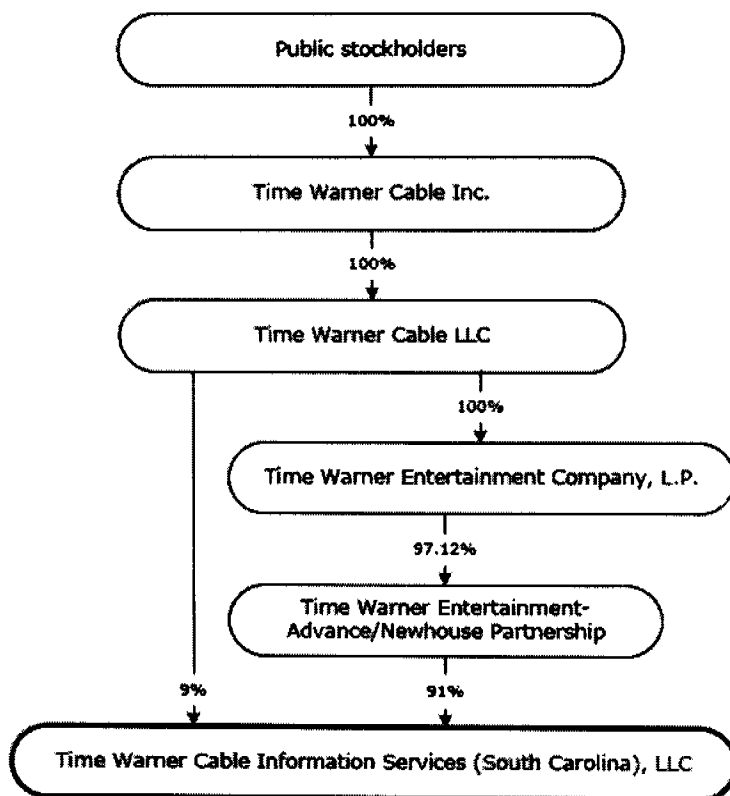 Public stockholders
100%
Time Warner Cable Inc.
100%
Time Warner Cable LLC
100%
Time Warner Entertainment Company, L.P.
97.12%
Time Warner Entertainment-
Advance/Newhouse Partnership
9%
91%
Time Warner Cable Information Services (South Carolina), LLC